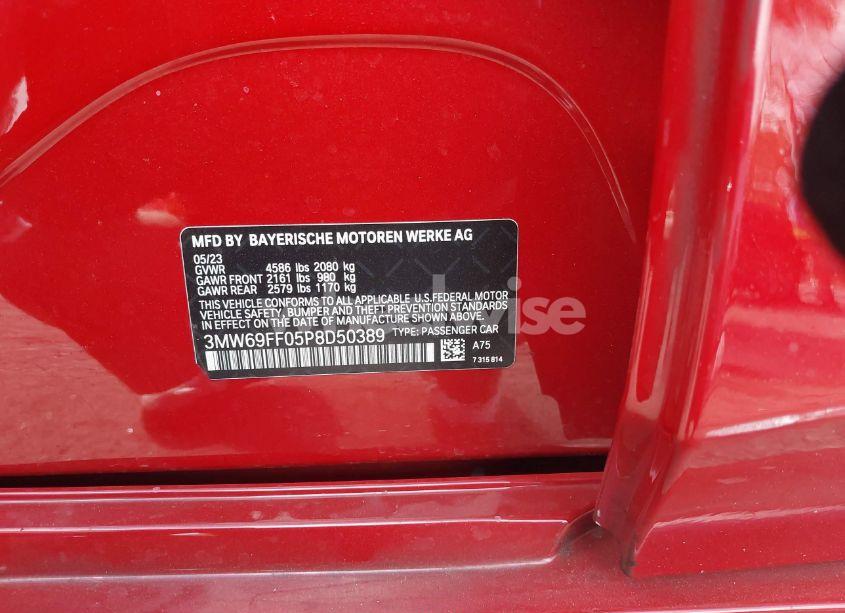 MFD BY BAYERISCHE MOTOREN WERKE AG
05/23
GVWR 4586 lbs 2080 kg
GAWR FRONT 2161 lbs 980 kg
GAWR REAR 2579 lbs 1170 kg
THIS VEHICLE CONFORMS TO ALL APPLICABLE U.S.FEDERAL MOTOR
VEHICLE SAFETY, BUMPER AND THEFT PREVENTION STANDARDS
IN EFFECT ON THE DATE OF MANUFACTURE SHOWN ABOVE.
3MW69FF05P8D50389 TYPE: PASSENGER CAR
A75
7 315 814